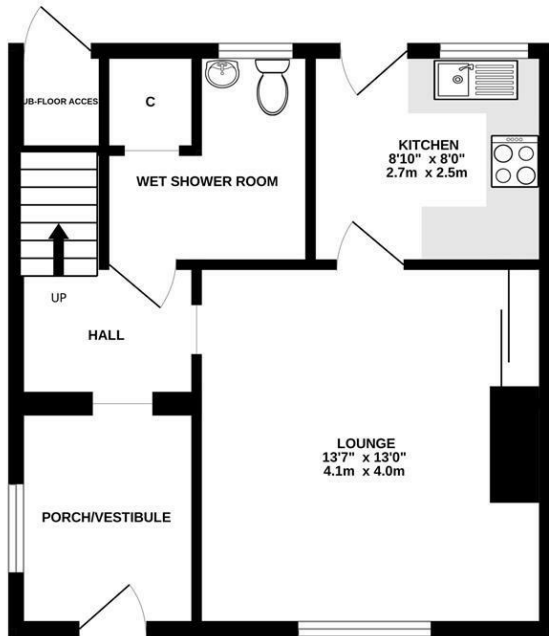 UB-FLOOR ACCES
C
KITCHEN
8'10" x 8'0"
2.7m x 2.5m
WET SHOWER ROOM
UP
HALL
LOUNGE
13'7" x 13'0"
4.1m x 4.0m
PORCH/VESTIBULE